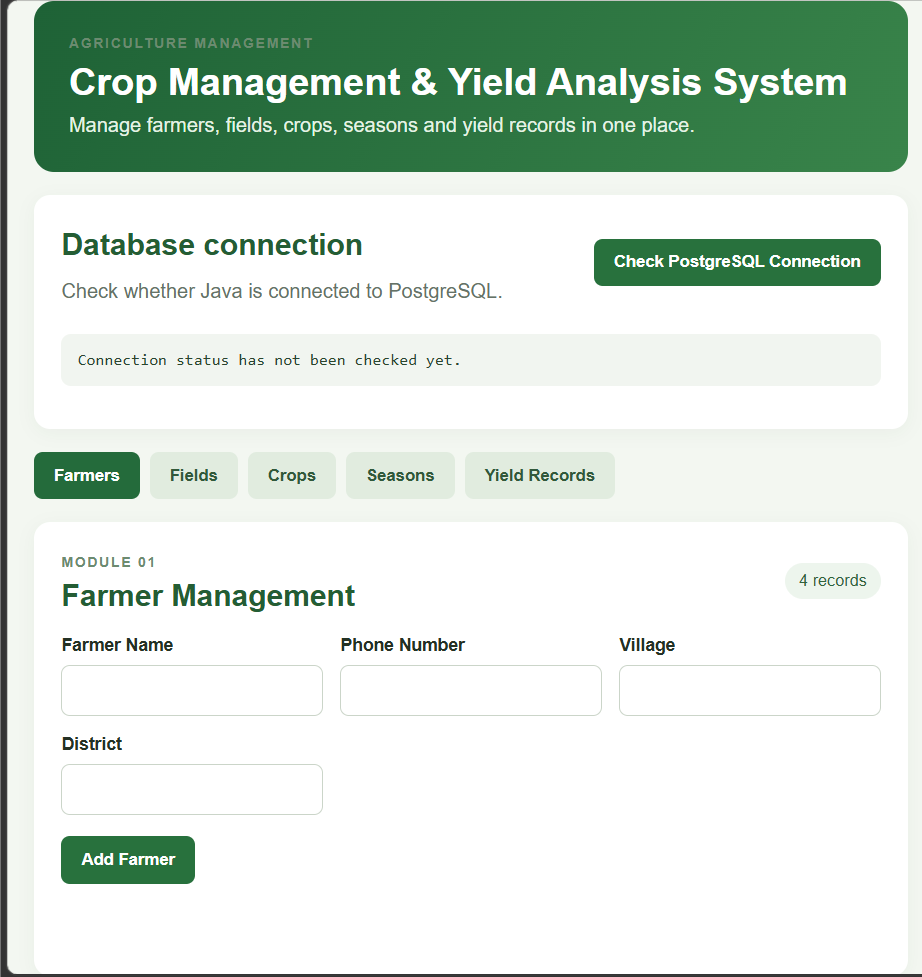 AGRICULTURE MANAGEMENT
Crop Management & Yield Analysis System
Manage farmers, fields, crops, seasons and yield records in one place.
Database connection
Check PostgreSQL Connection
Check whether Java is connected to PostgreSQL.
Connection status has not been checked yet.
Farmers Fields Crops Seasons Yield Records
MODULE 01
Farmer Management
4 records
Farmer Name Phone Number Village
District
Add Farmer